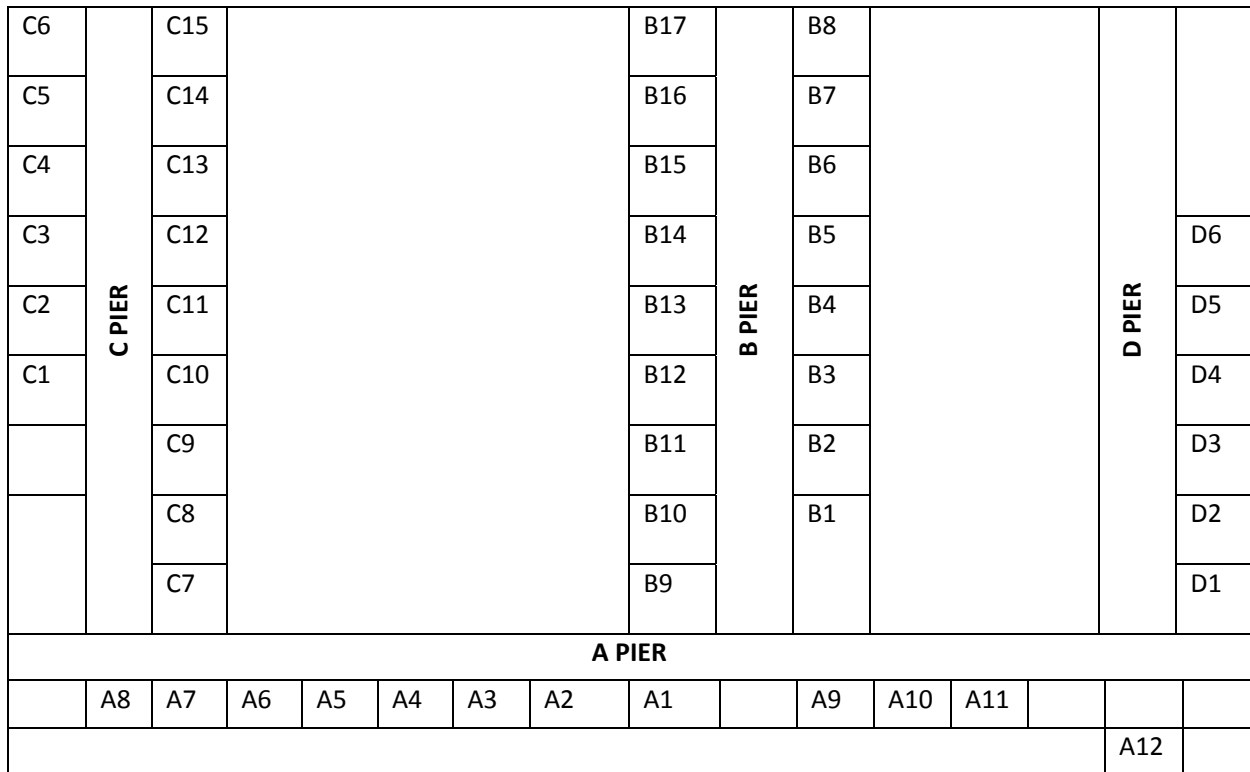 C6 C15 B17 B8
C5 C14 B16 B7
C4 C13 B15 B6
C3 C12 B14 B5 D6
C2 C PIER C11 B13 B PIER B4 D PIER D5
C1 C10 B12 B3 D4
C9 B11 B2 D3
C8 B10 B1 D2
C7 B9 D1
A PIER
A8 A7 A6 A5 A4 A3 A2 A1 A9 A10 A11
A12